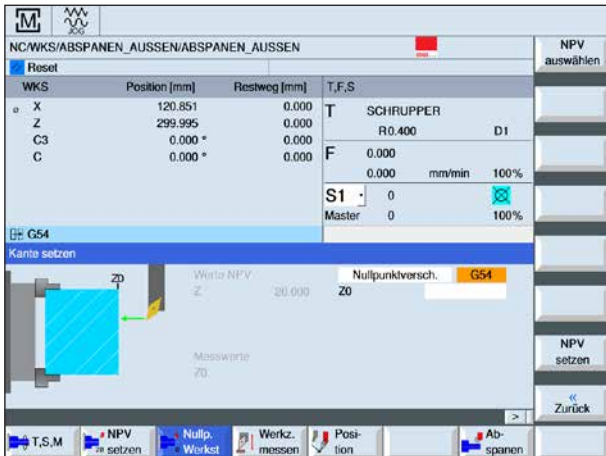 M JOG
NC/WKS/ABSPANEN_AUSSEN/ABSPANEN_AUSSEN
NPV auswählen
Reset
WKS Position [mm] Restweg [mm] T,F,S
X 120.851 0.000
Z 299.995 0.000
C3 0.000 ° 0.000
C 0.000 ° 0.000
T SCHRUPPER
R0.400 D1
F 0.000
0.000 mm/min 100%
S1 0
Master 0 100%
G54
Kante setzen
Z0
Werte NPV
Z 20.000
Messwerte
Z0
Nullpunktversch. G54
Z0
NPV setzen
«
Zurück
>
T,S,M
NPV setzen
Nullp. Werkst
Werkz. messen
Posi-
tion
Ab-
spanen